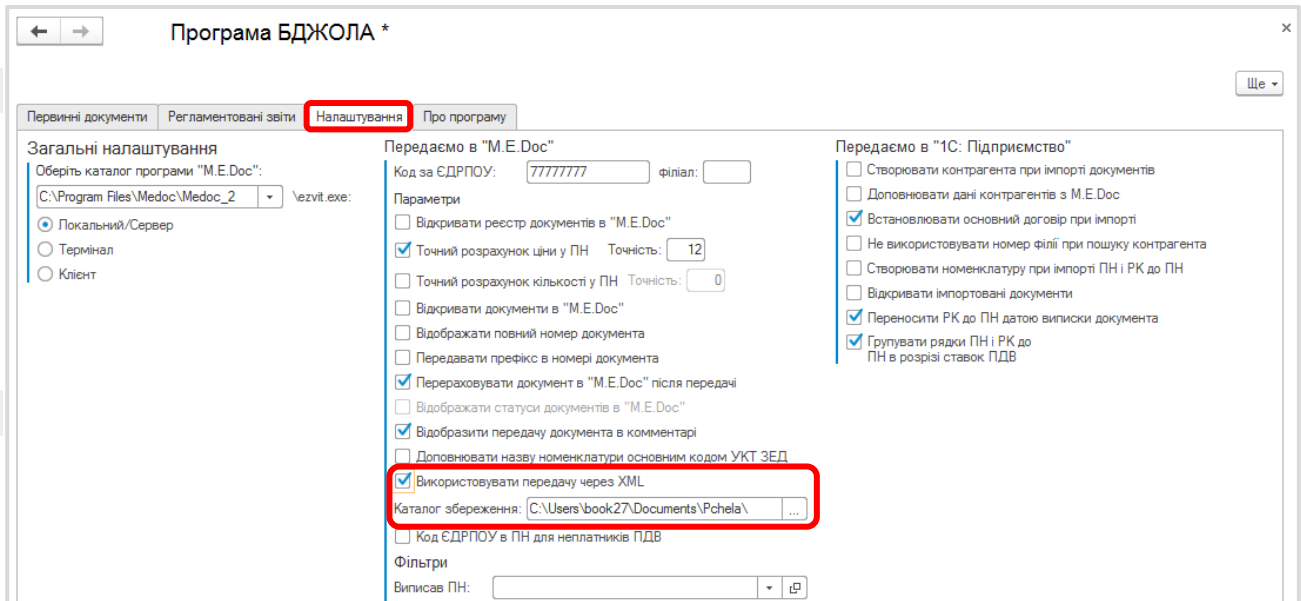 Програма БДЖОЛА *
Ще
Первинні документи Регламентовані звіти Налаштування Про програму
Загальні налаштування
Оберіть каталог програми "M.E.Doc":
C:\Program Files\Medoc\Medoc_2 \ezvit.exe:
Локальний/Сервер
Термінал
Клієнт
Передаємо в "M.E.Doc"
Код за ЄДРПОУ: 77777777 філіал:
Параметри
Відкривати реєстр документів в "M.E.Doc"
Точний розрахунок ціни у ПН Точність: 12
Точний розрахунок кількості у ПН Точність: 0
Відкривати документи в "M.E.Doc"
Відображати повний номер документа
Передавати префікс в номері документа
Перераховувати документ в "M.E.Doc" після передачі
Відображати статуси документів в "M.E.Doc"
Відобразити передачу документа в комментарі
Доповнювати назву номенклатури основним кодом УКТ ЗЕД
Використовувати передачу через XML
Каталог збереження: C:\Users\book27\Documents\Pchela\ ...
Код ЄДРПОУ в ПН для неплатників ПДВ
Фільтри
Виписав ПН:
Передаємо в "1С: Підприємство"
Створювати контрагента при імпорті документів
Доповнювати дані контрагентів з M.E.Doc
Встановлювати основний договір при імпорті
Не використовувати номер філії при пошуку контрагента
Створювати номенклатуру при імпорті ПН і РК до ПН
Відкривати імпортовані документи
Переносити РК до ПН датою виписки документа
Групувати рядки ПН і РК до
ПН в розрізі ставок ПДВ